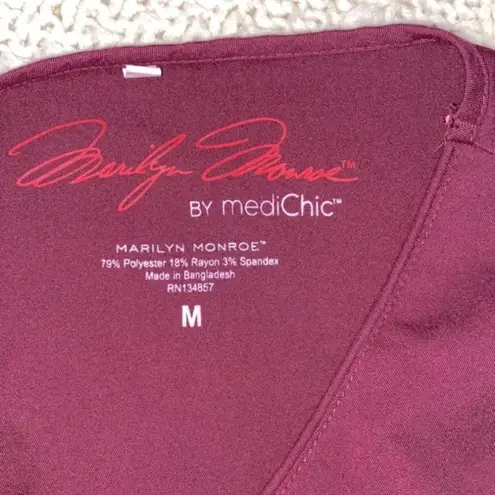 Marilyn Monroe™
BY mediChic™
MARILYN MONROE™
79% Polyester 18% Rayon 3% Spandex
Made in Bangladesh
RN134857
M